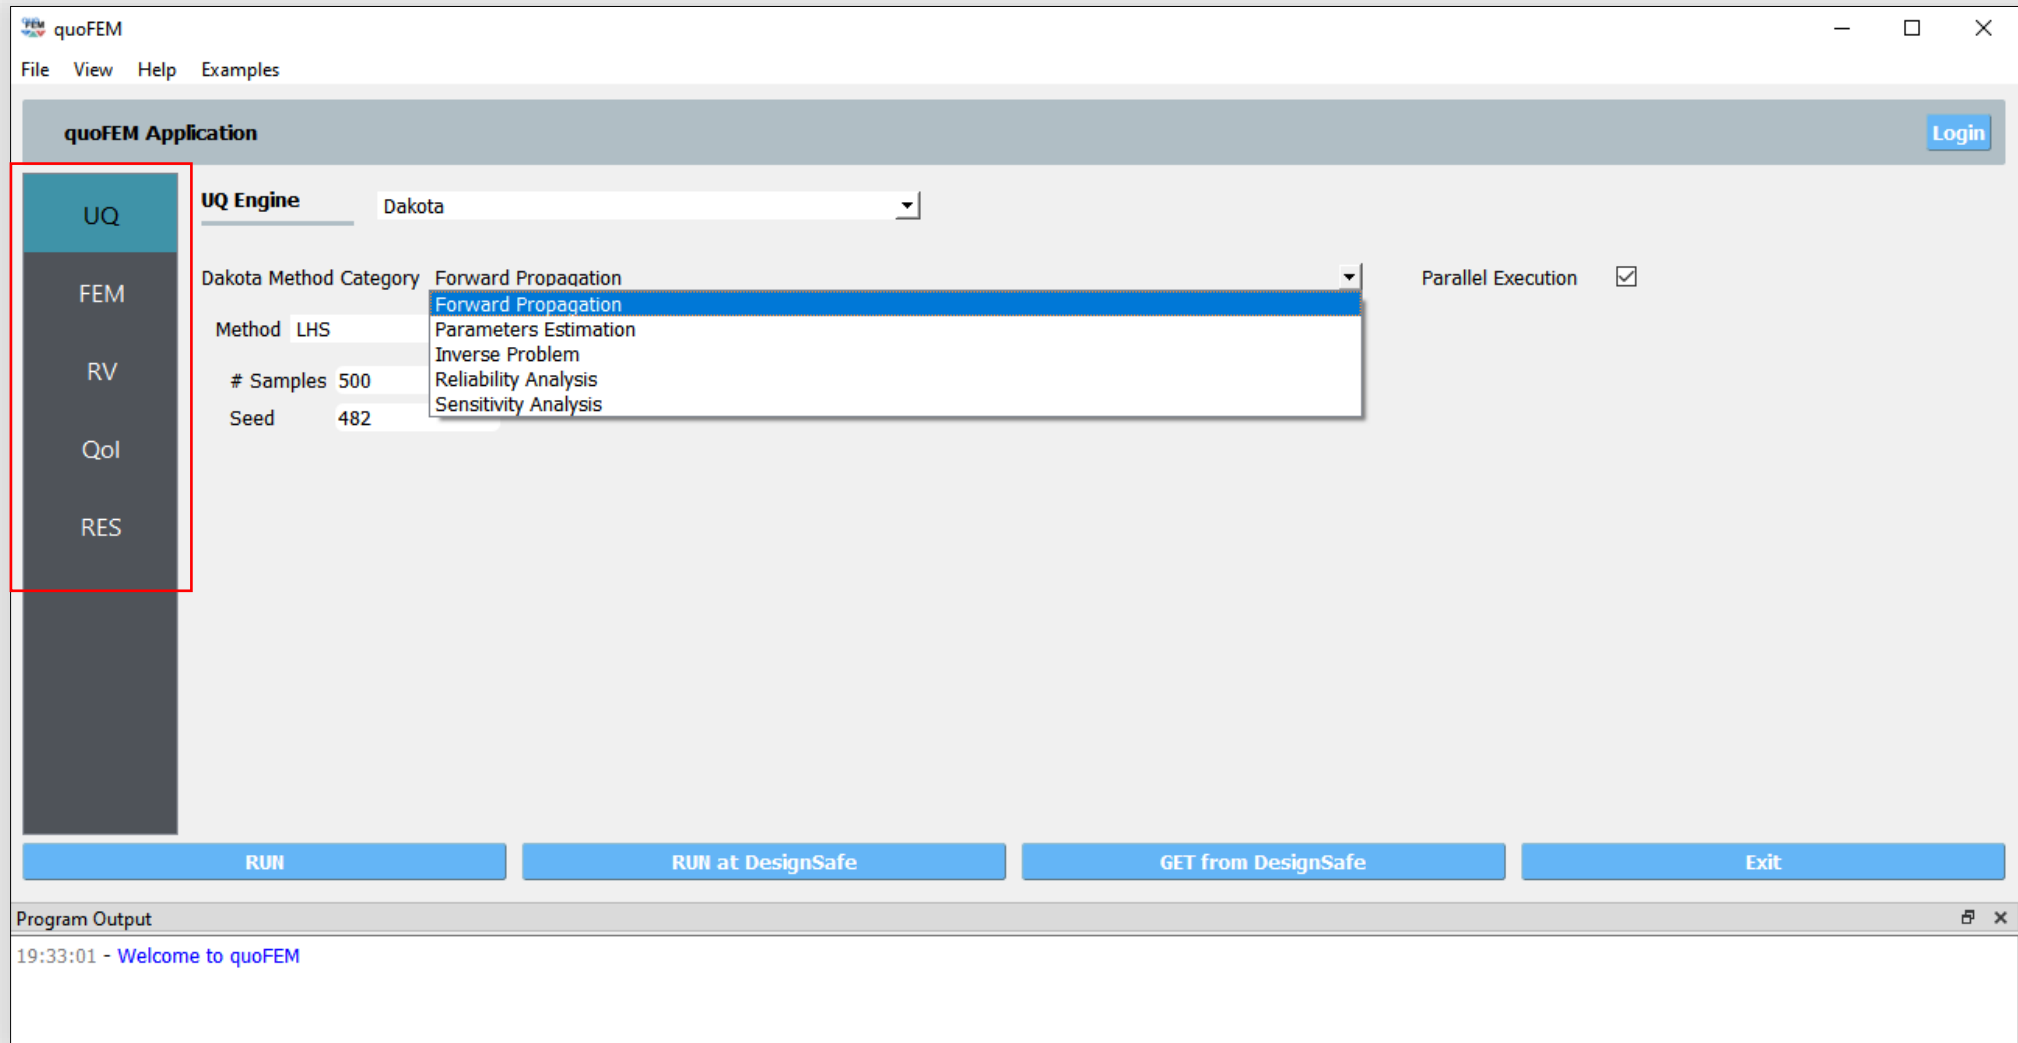 quoFEM
File View Help Examples
quoFEM Application
Login
UQ
FEM
RV
QoI
RES
UQ Engine Dakota
Dakota Method Category Forward Propagation
Parallel Execution
Forward Propagation
Parameters Estimation
Inverse Problem
Reliability Analysis
Sensitivity Analysis
Method LHS
# Samples 500
Seed 482
RUN
RUN at DesignSafe
GET from DesignSafe
Exit
Program Output
19:33:01 - Welcome to quoFEM